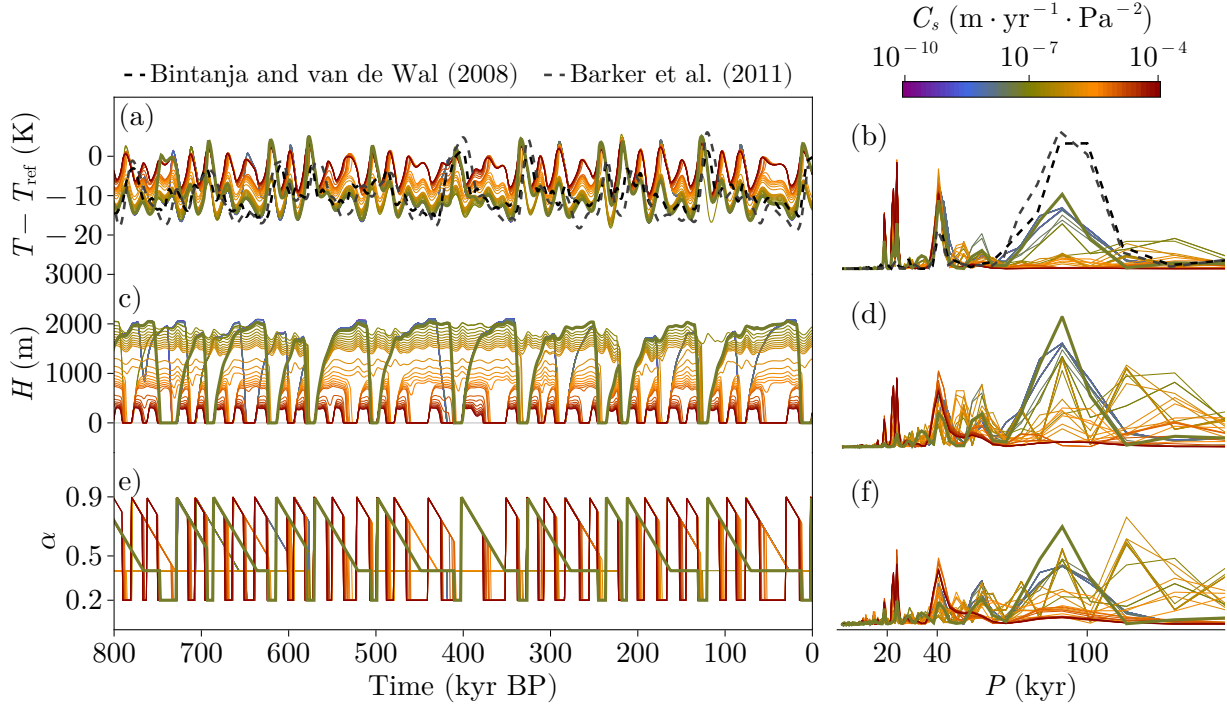 C_s (m · yr⁻¹ · Pa⁻²)
10⁻¹⁰ 10⁻⁷ 10⁻⁴
Bintanja and van de Wal (2008) Barker et al. (2011)
(a)
T − T_ref (K)
0
− 10
− 20
(b)
c)
H (m)
3000
2000
1000
0
(d)
e)
α
0.9
0.5
0.2
(f)
800 700 600 500 400 300 200 100 0
Time (kyr BP)
20 40 100
P (kyr)